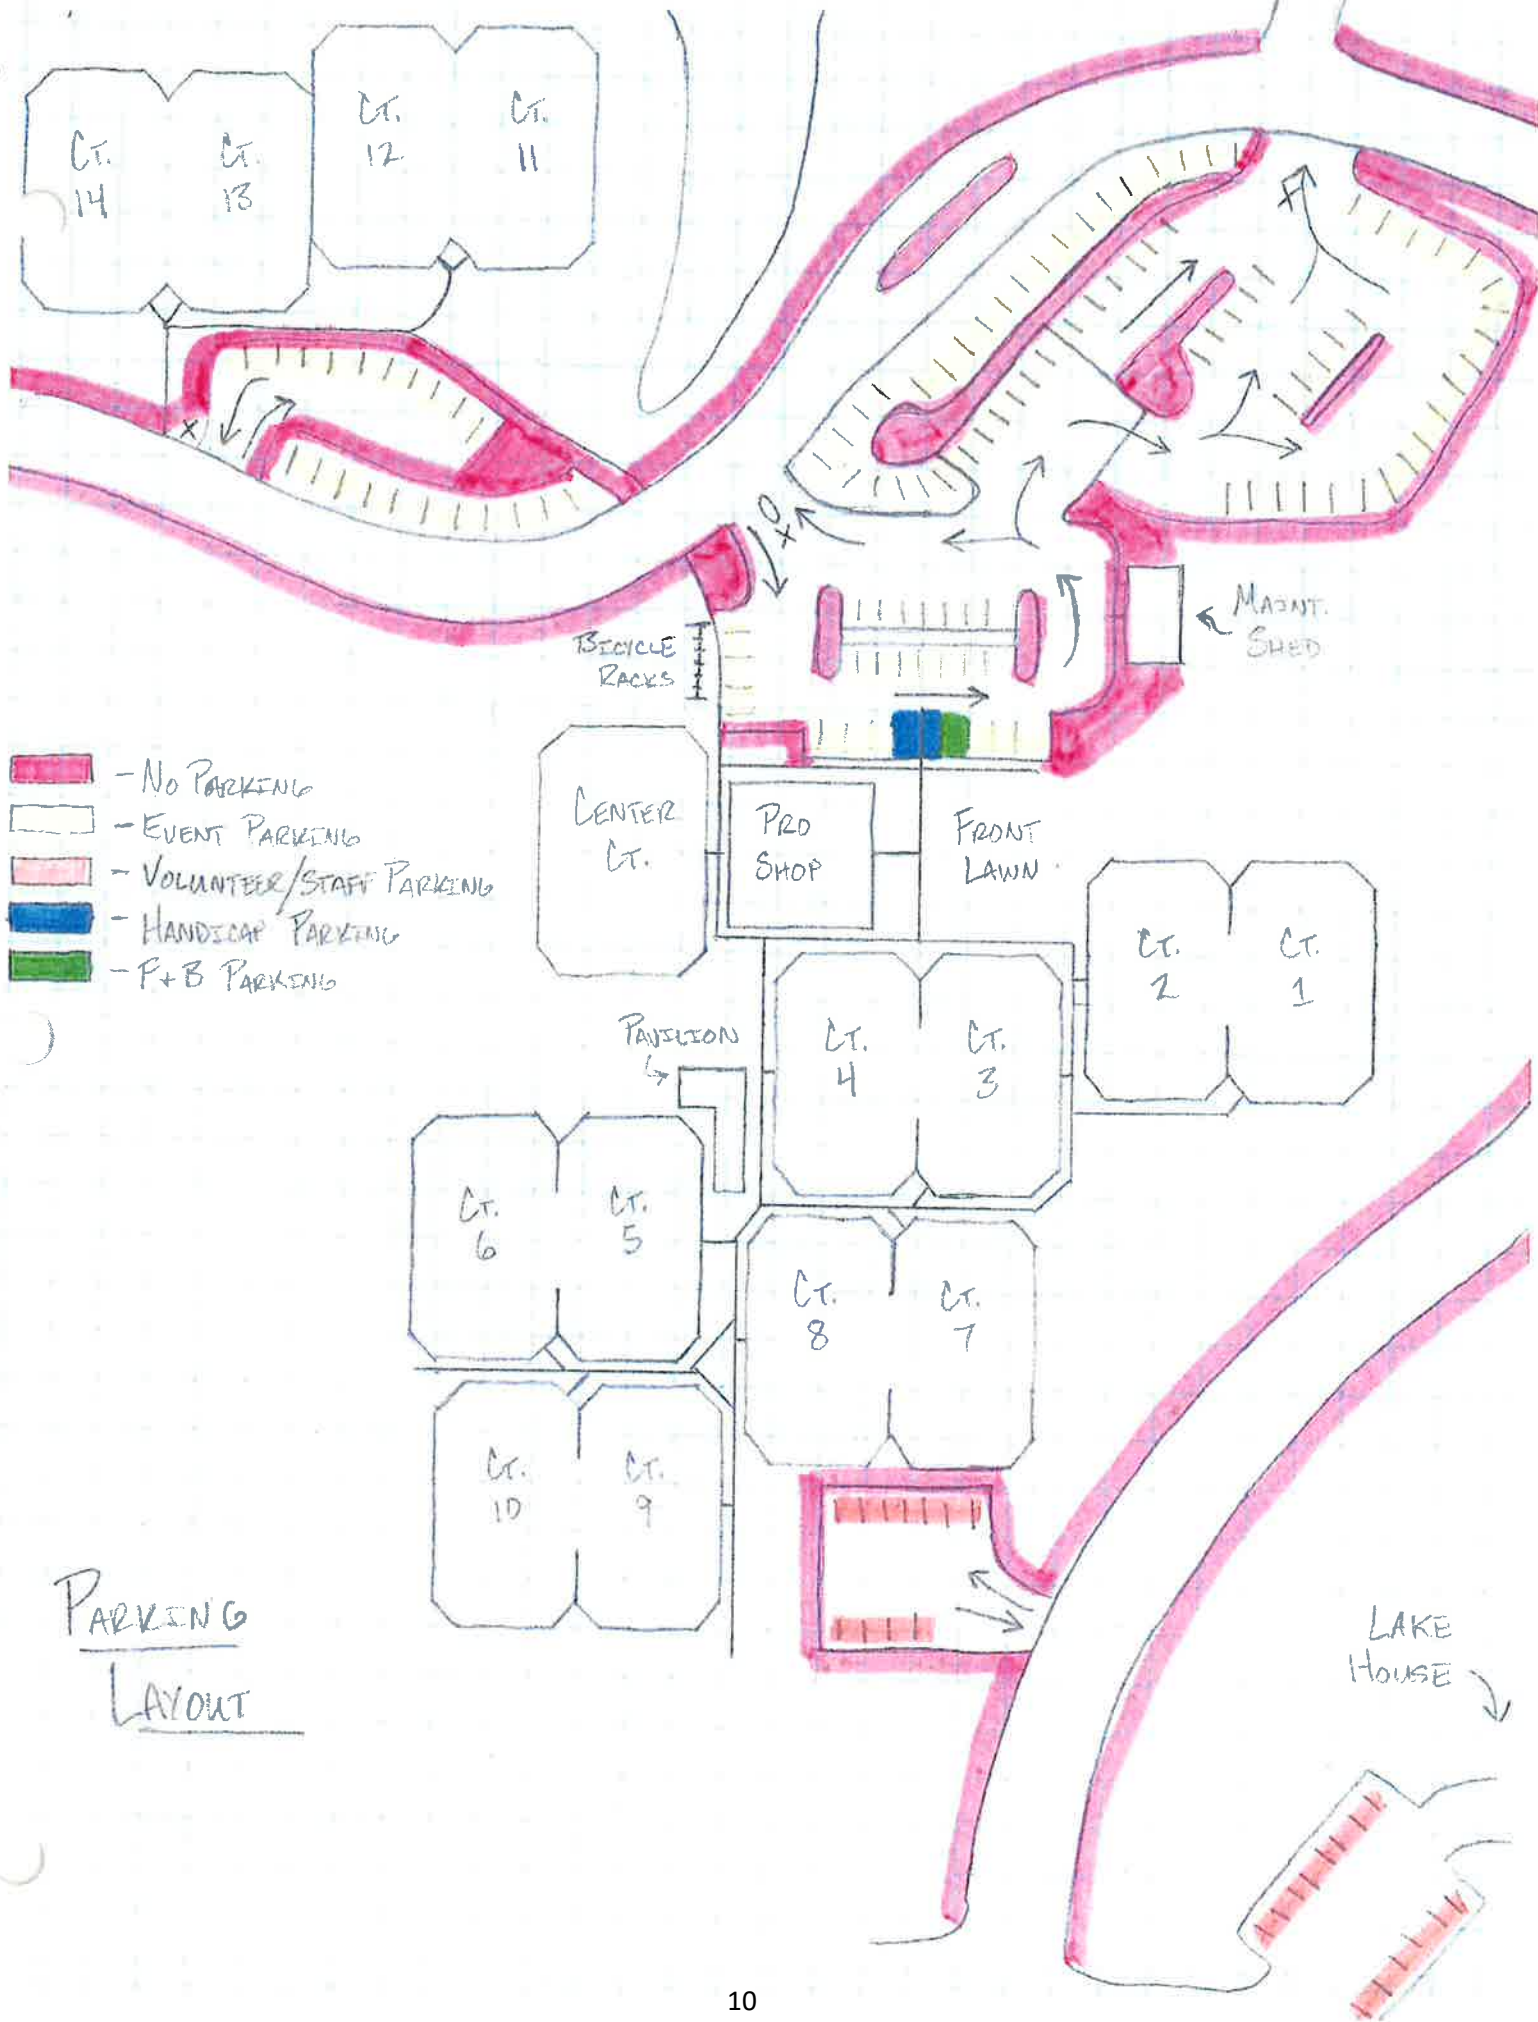 CT.
14
CT.
13
CT.
12
CT.
11
X
X
X O
X
BICYCLE
RACKS
MAINT.
SHED
- NO PARKING
- EVENT PARKING
- VOLUNTEER/STAFF PARKING
- HANDICAP PARKING
- F+B PARKING
CENTER
CT.
PRO
SHOP
FRONT
LAWN
CT.
2
CT.
1
CT.
4
CT.
3
PAVILION
CT.
6
CT.
5
CT.
8
CT.
7
CT.
10
CT.
9
PARKING
LAYOUT
LAKE
HOUSE
10